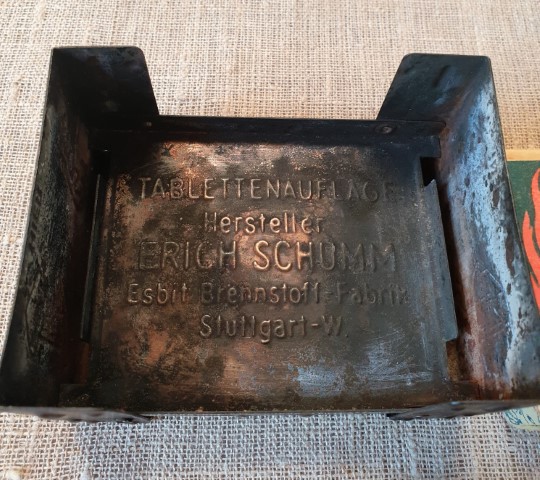 TABLETTENAUFLAGE
Hersteller
ERICH SCHUMM
Esbit Brennstoff-Fabrik
Stuttgart-W.